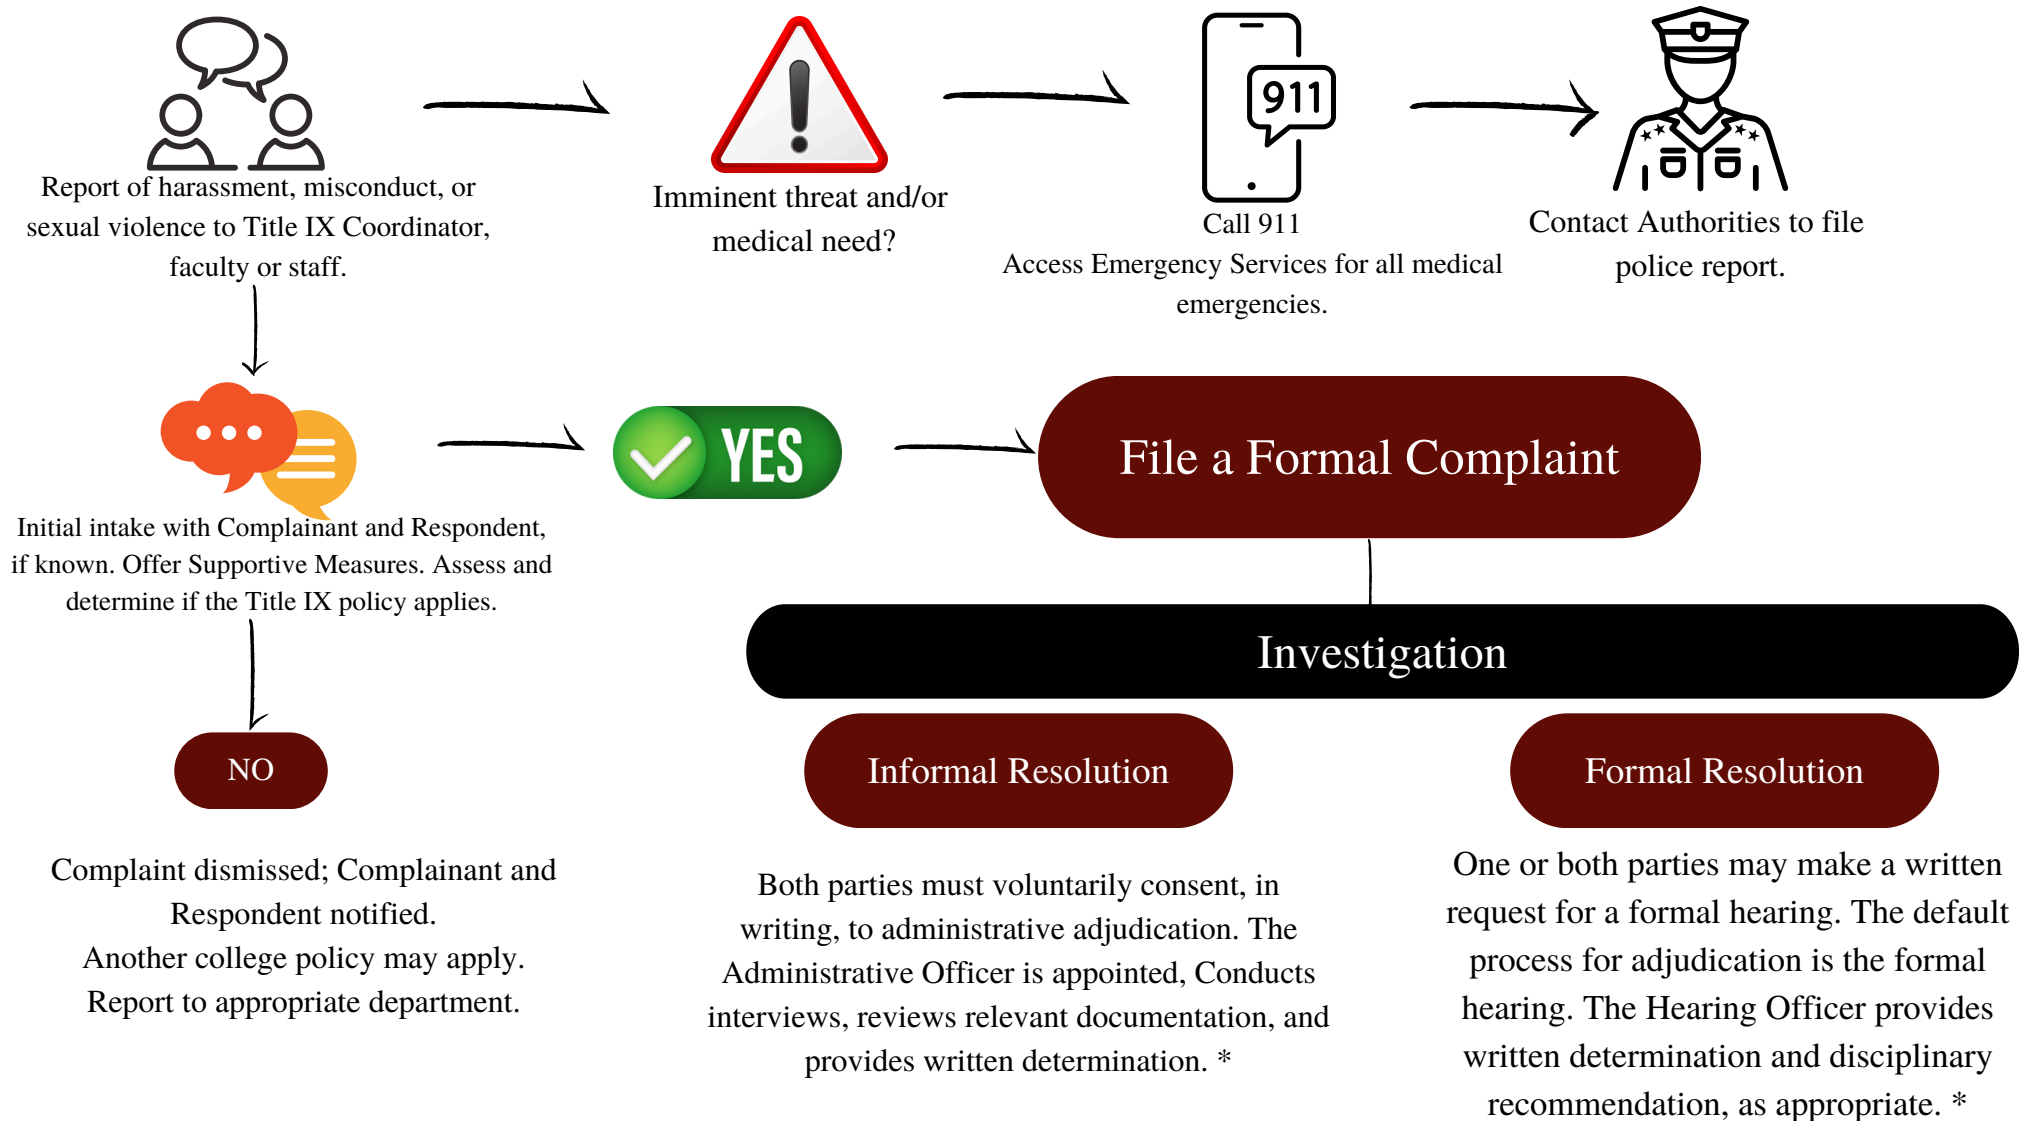 Report of harassment, misconduct, or
sexual violence to Title IX Coordinator,
faculty or staff.
Imminent threat and/or
medical need?
911
Call 911
Access Emergency Services for all medical
emergencies.
Contact Authorities to file
police report.
Initial intake with Complainant and Respondent,
if known. Offer Supportive Measures. Assess and
determine if the Title IX policy applies.
YES
File a Formal Complaint
Investigation
NO
Complaint dismissed; Complainant and
Respondent notified.
Another college policy may apply.
Report to appropriate department.
Informal Resolution
Both parties must voluntarily consent, in
writing, to administrative adjudication. The
Administrative Officer is appointed, Conducts
interviews, reviews relevant documentation, and
provides written determination. *
Formal Resolution
One or both parties may make a written
request for a formal hearing. The default
process for adjudication is the formal
hearing. The Hearing Officer provides
written determination and disciplinary
recommendation, as appropriate. *